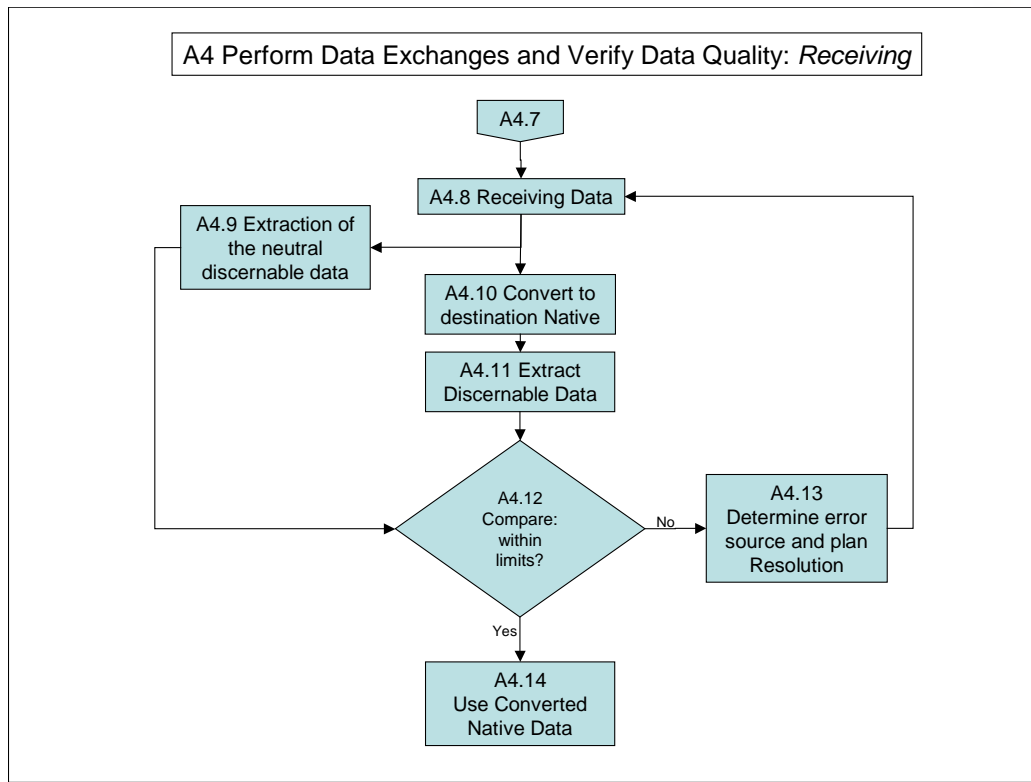 A4 Perform Data Exchanges and Verify Data Quality: Receiving
A4.7
A4.8 Receiving Data
A4.9 Extraction of
the neutral
discernable data
A4.10 Convert to
destination Native
A4.11 Extract
Discernable Data
A4.12
Compare:
within
limits?
No
A4.13
Determine error
source and plan
Resolution
Yes
A4.14
Use Converted
Native Data